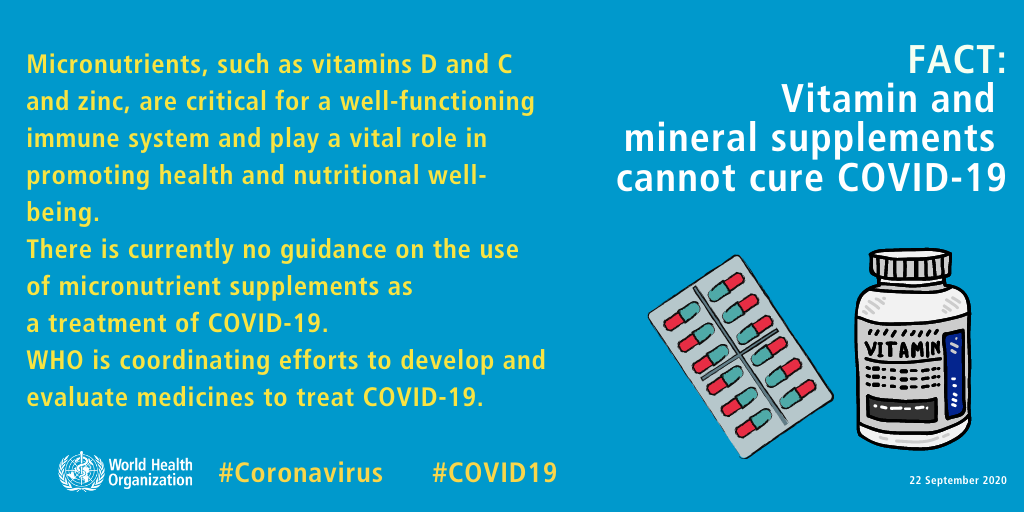 Micronutrients, such as vitamins D and C
and zinc, are critical for a well-functioning
immune system and play a vital role in
promoting health and nutritional well-
being.
There is currently no guidance on the use
of micronutrient supplements as
a treatment of COVID-19.
WHO is coordinating efforts to develop and
evaluate medicines to treat COVID-19.
FACT:
Vitamin and
mineral supplements
cannot cure COVID-19
VITAMIN
World Health
Organization
#Coronavirus #COVID19
22 September 2020